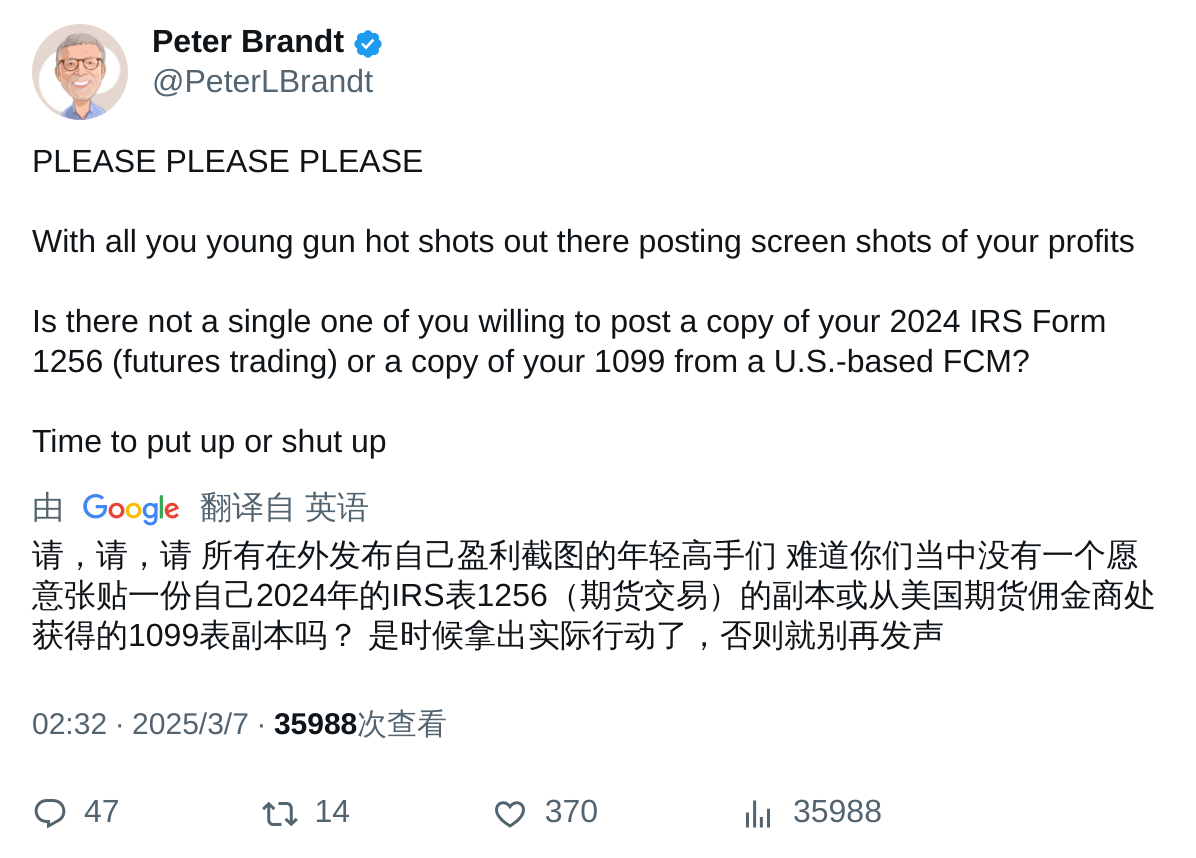 Peter Brandt
@PeterLBrandt
PLEASE PLEASE PLEASE
With all you young gun hot shots out there posting screen shots of your profits
Is there not a single one of you willing to post a copy of your 2024 IRS Form
1256 (futures trading) or a copy of your 1099 from a U.S.-based FCM?
Time to put up or shut up
由 Google 翻译自 英语
请，请，请 所有在外发布自己盈利截图的年轻高手们 难道你们当中没有一个愿
意张贴一份自己2024年的IRS表1256（期货交易）的副本或从美国期货佣金商处
获得的1099表副本吗？ 是时候拿出实际行动了，否则就别再发声
02:32 · 2025/3/7 · 35988次查看
47 14 370 35988